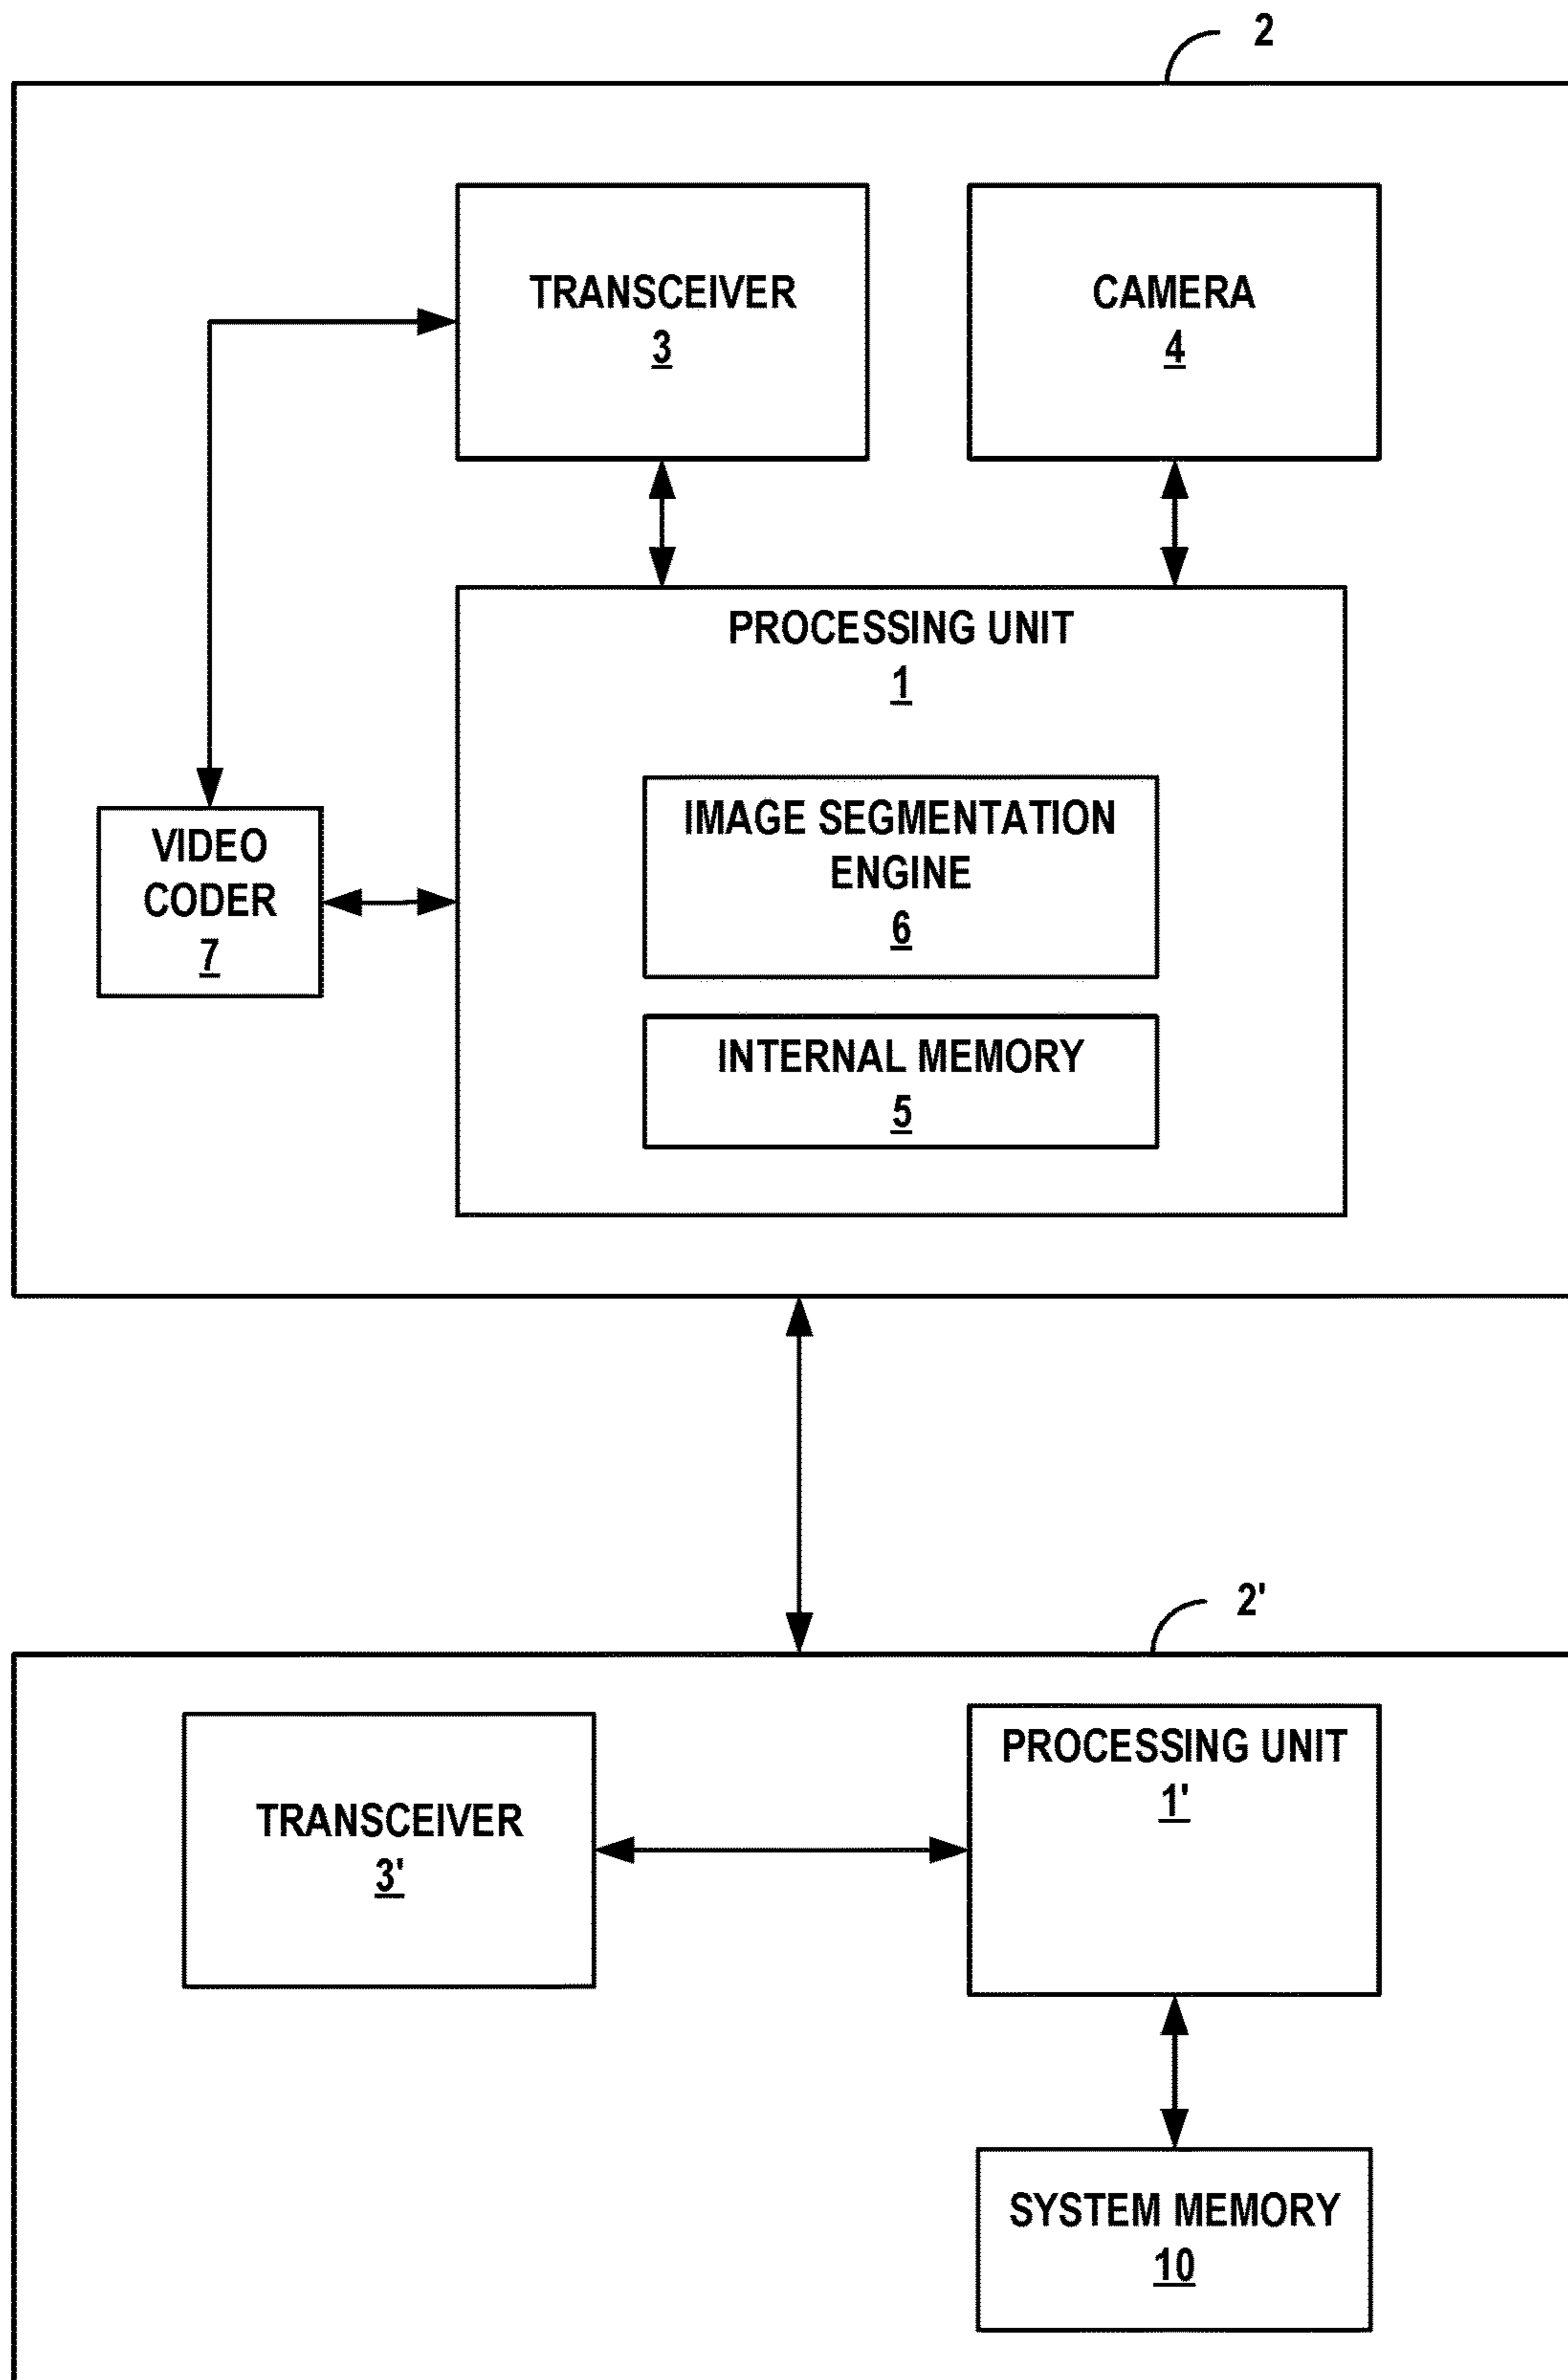 2
TRANSCEIVER
3
CAMERA
4
PROCESSING UNIT
1
IMAGE SEGMENTATION
ENGINE
6
VIDEO
CODER
7
INTERNAL MEMORY
5
2'
PROCESSING UNIT
1'
TRANSCEIVER
3'
SYSTEM MEMORY
10